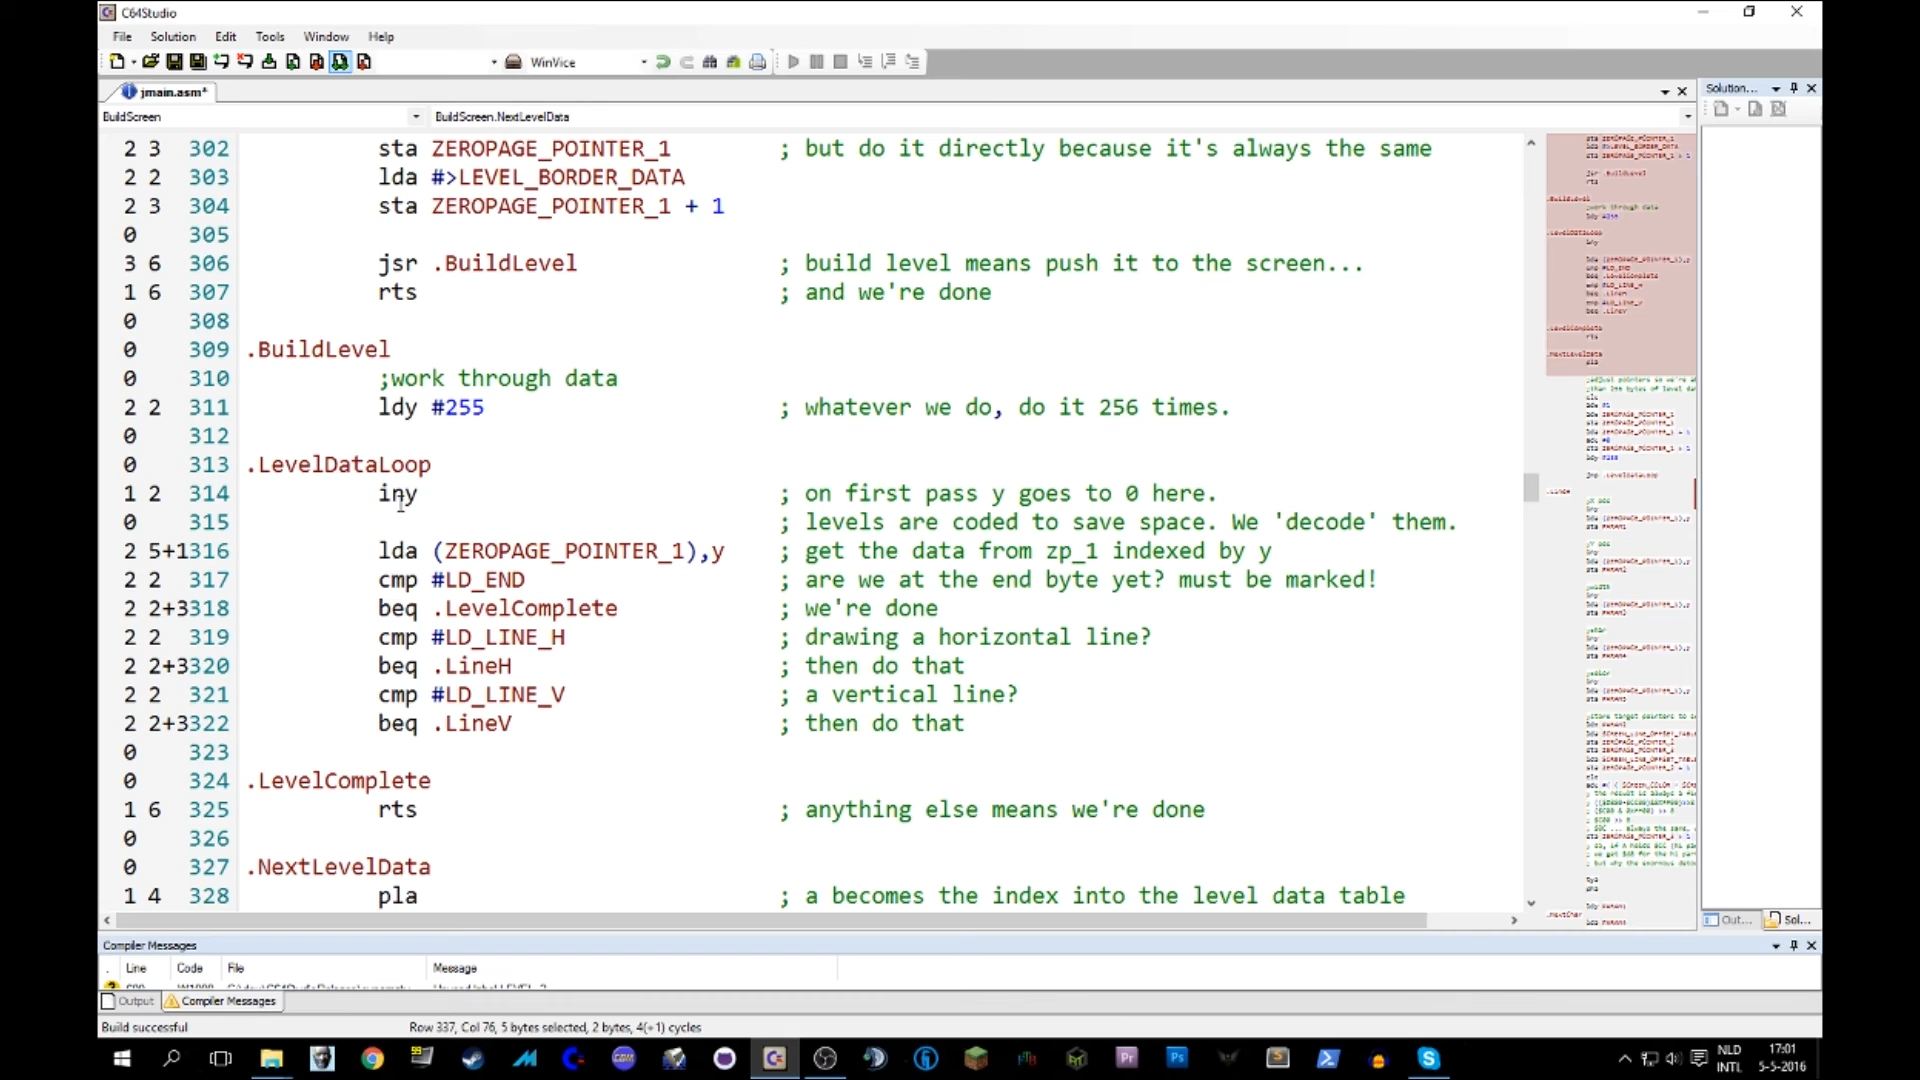 C64Studio
File Solution Edit Tools Window Help
WinVice
jmain.asm*
Solution...
BuildScreen BuildScreen.NextLevelData
2 3 302 sta ZEROPAGE_POINTER_1 ; but do it directly because it's always the same
2 2 303 lda #>LEVEL_BORDER_DATA
2 3 304 sta ZEROPAGE_POINTER_1 + 1
0 305
3 6 306 jsr .BuildLevel ; build level means push it to the screen...
1 6 307 rts ; and we're done
0 308
0 309 .BuildLevel
0 310 ;work through data
2 2 311 ldy #255 ; whatever we do, do it 256 times.
0 312
0 313 .LevelDataLoop
1 2 314 iny ; on first pass y goes to 0 here.
0 315 ; levels are coded to save space. We 'decode' them.
2 5+1316 lda (ZEROPAGE_POINTER_1),y ; get the data from zp_1 indexed by y
2 2 317 cmp #LD_END ; are we at the end byte yet? must be marked!
2 2+3318 beq .LevelComplete ; we're done
2 2 319 cmp #LD_LINE_H ; drawing a horizontal line?
2 2+3320 beq .LineH ; then do that
2 2 321 cmp #LD_LINE_V ; a vertical line?
2 2+3322 beq .LineV ; then do that
0 323
0 324 .LevelComplete
1 6 325 rts ; anything else means we're done
0 326
0 327 .NextLevelData
1 4 328 pla ; a becomes the index into the level data table
Out... Sol...
Compiler Messages
. Line Code File Message
Output Compiler Messages
Build successful Row 337, Col 76, 5 bytes selected, 2 bytes, 4(+1) cycles
NLD 17:01
INTL 5-5-2016